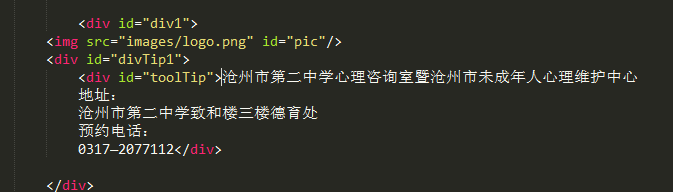 <div id="div1">
<img src="images/logo.png" id="pic"/>
<div id="divTip1">
<div id="toolTip">沧州市第二中学心理咨询室暨沧州市未成年人心理维护中心
地址：
沧州市第二中学致和楼三楼德育处
预约电话：
0317—2077112</div>
</div>